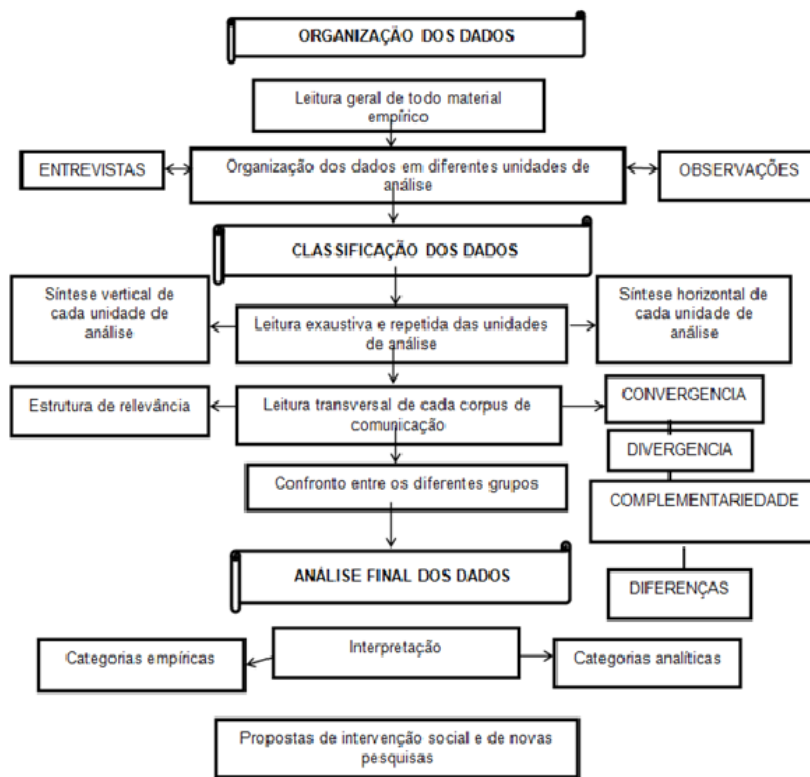 ORGANIZAÇÃO DOS DADOS
Leitura geral de todo material
empírico
ENTREVISTAS
Organização dos dados em diferentes unidades de
análise
OBSERVAÇÕES
CLASSIFICAÇÃO DOS DADOS
Síntese vertical de
cada unidade de
análise
Leitura exaustiva e repetida das unidades
de análise
Síntese horizontal de
cada unidade de
análise
Estrutura de relevância
Leitura transversal de cada corpus de
comunicação
CONVERGENCIA
DIVERGENCIA
COMPLEMENTARIEDADE
DIFERENÇAS
Confronto entre os diferentes grupos
ANÁLISE FINAL DOS DADOS
Categorias empíricas
Interpretação
Categorias analíticas
Propostas de intervenção social e de novas
pesquisas